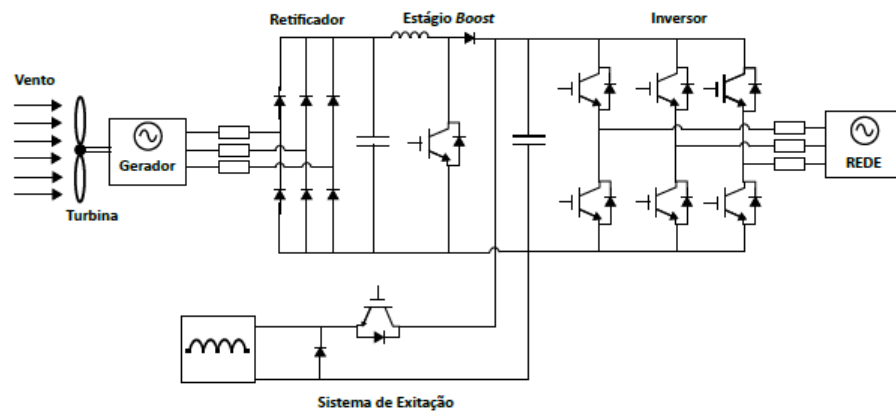 Retificador
Estágio Boost
Inversor
Vento
Gerador
REDE
Turbina
Sistema de Exitação